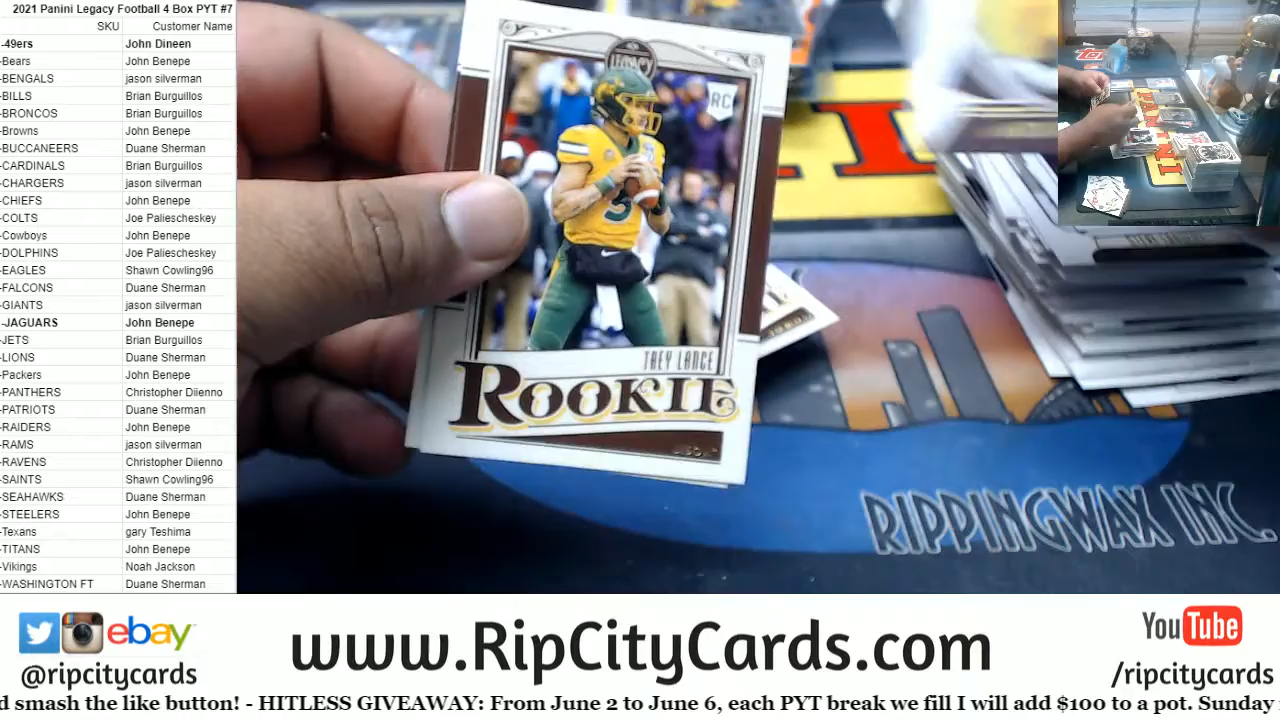 2021 Panini Legacy Football 4 Box PYT #7
SKU Customer Name
-49ers John Dineen
-Bears John Benepe
-BENGALS jason silverman
-BILLS Brian Burguillos
-BRONCOS Brian Burguillos
-Browns John Benepe
-BUCCANEERS Duane Sherman
-CARDINALS Brian Burguillos
-CHARGERS jason silverman
-CHIEFS John Benepe
-COLTS Joe Paliescheskey
-Cowboys John Benepe
-DOLPHINS Joe Paliescheskey
-EAGLES Shawn Cowling96
-FALCONS Duane Sherman
-GIANTS jason silverman
-JAGUARS John Benepe
-JETS Brian Burguillos
-LIONS Duane Sherman
-Packers John Benepe
-PANTHERS Christopher Diienno
-PATRIOTS Duane Sherman
-RAIDERS John Benepe
-RAMS jason silverman
-RAVENS Christopher Diienno
-SAINTS Shawn Cowling96
-SEAHAWKS Duane Sherman
-STEELERS John Benepe
-Texans gary Teshima
-TITANS John Benepe
-Vikings Noah Jackson
-WASHINGTON FT Duane Sherman
LEGACY
RC
5
TREY LANCE
ROOKIE
RIPPINGWAX INC.
ebay
@ripcitycards
www.RipCityCards.com
YouTube
/ripcitycards
d smash the like button! - HITLESS GIVEAWAY: From June 2 to June 6, each PYT break we fill I will add $100 to a pot. Sunday